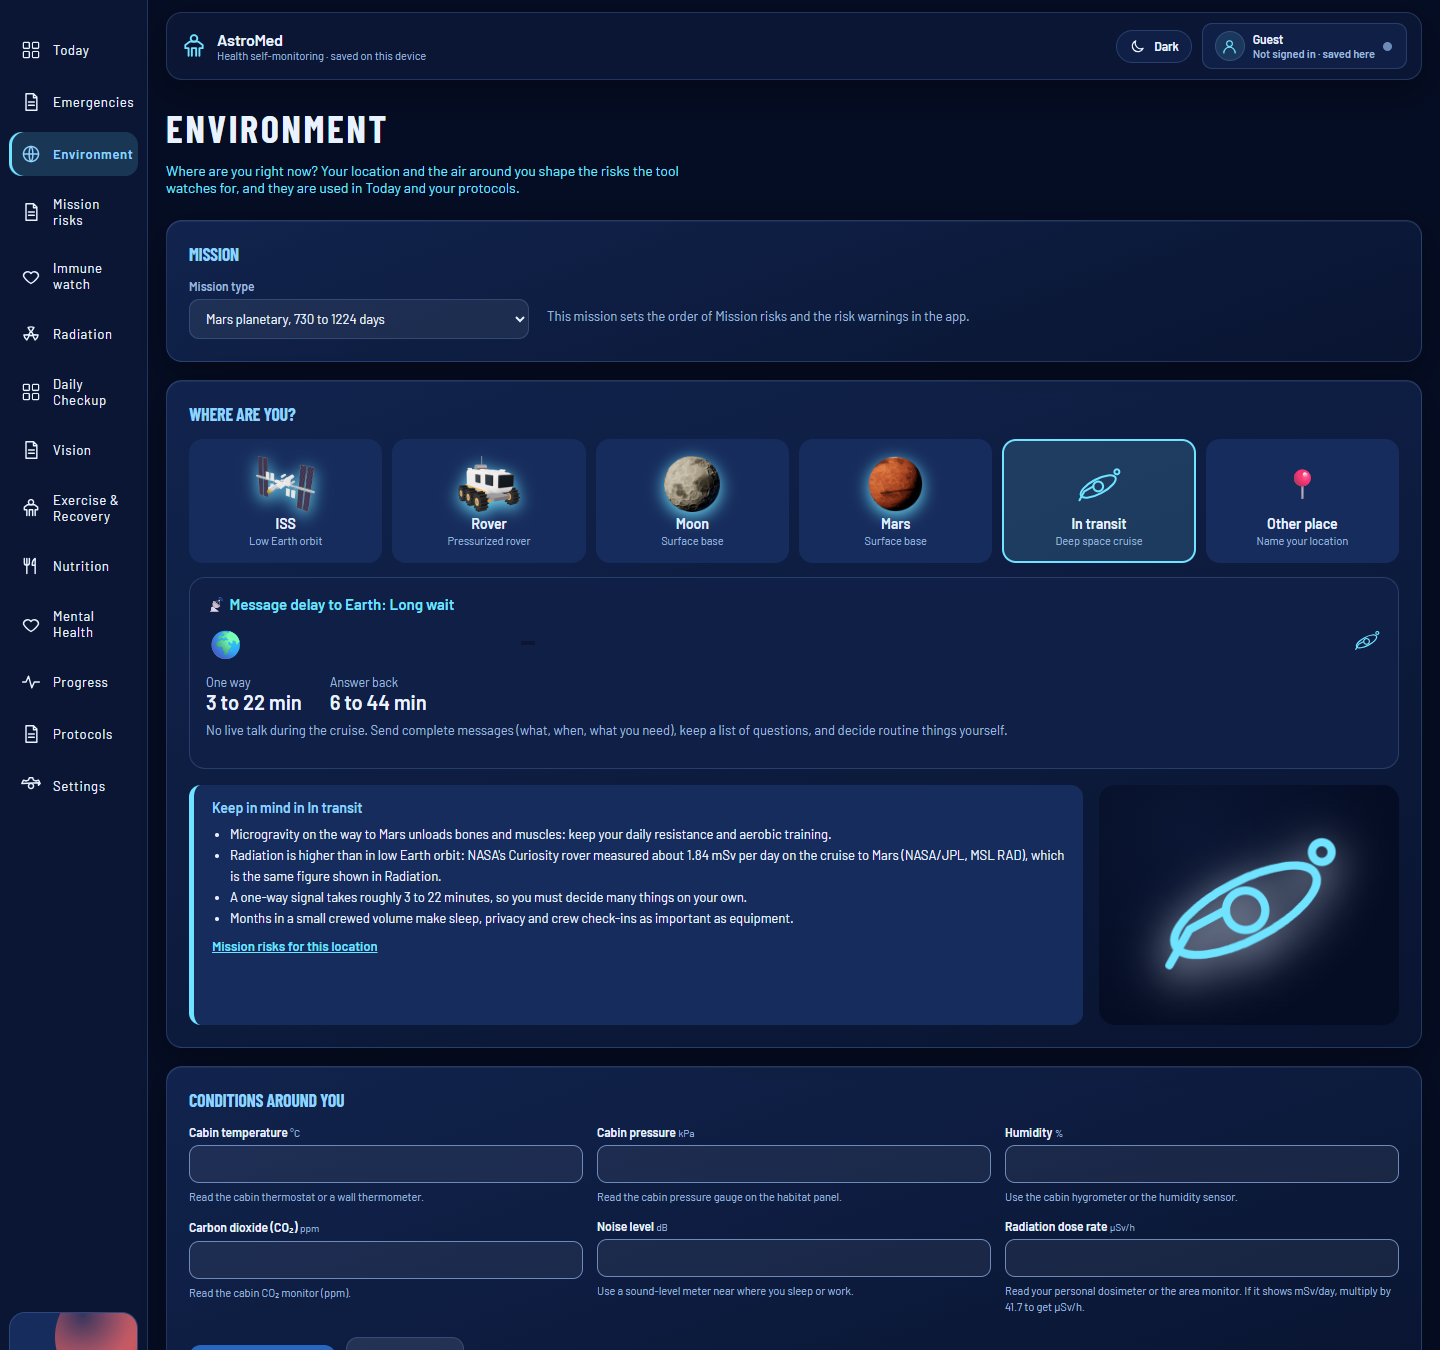 Today
Emergencies
Environment
Mission
risks
Immune
watch
Radiation
Daily
Checkup
Vision
Exercise &
Recovery
Nutrition
Mental
Health
Progress
Protocols
Settings
AstroMed
Health self-monitoring · saved on this device
Dark
Guest
Not signed in · saved here
ENVIRONMENT
Where are you right now? Your location and the air around you shape the risks the tool
watches for, and they are used in Today and your protocols.
MISSION
Mission type
Mars planetary, 730 to 1224 days
This mission sets the order of Mission risks and the risk warnings in the app.
WHERE ARE YOU?
ISS
Low Earth orbit
Rover
Pressurized rover
Moon
Surface base
Mars
Surface base
In transit
Deep space cruise
Other place
Name your location
Message delay to Earth: Long wait
One way
3 to 22 min
Answer back
6 to 44 min
No live talk during the cruise. Send complete messages (what, when, what you need), keep a list of questions, and decide routine things yourself.
Keep in mind in In transit
• Microgravity on the way to Mars unloads bones and muscles: keep your daily resistance and aerobic training.
• Radiation is higher than in low Earth orbit: NASA's Curiosity rover measured about 1.84 mSv per day on the cruise to Mars (NASA/JPL, MSL RAD), which
is the same figure shown in Radiation.
• A one-way signal takes roughly 3 to 22 minutes, so you must decide many things on your own.
• Months in a small crewed volume make sleep, privacy and crew check-ins as important as equipment.
Mission risks for this location
CONDITIONS AROUND YOU
Cabin temperature °C
Read the cabin thermostat or a wall thermometer.
Cabin pressure kPa
Read the cabin pressure gauge on the habitat panel.
Humidity %
Use the cabin hygrometer or the humidity sensor.
Carbon dioxide (CO₂) ppm
Read the cabin CO₂ monitor (ppm).
Noise level dB
Use a sound-level meter near where you sleep or work.
Radiation dose rate µSv/h
Read your personal dosimeter or the area monitor. If it shows mSv/day, multiply by
41.7 to get µSv/h.